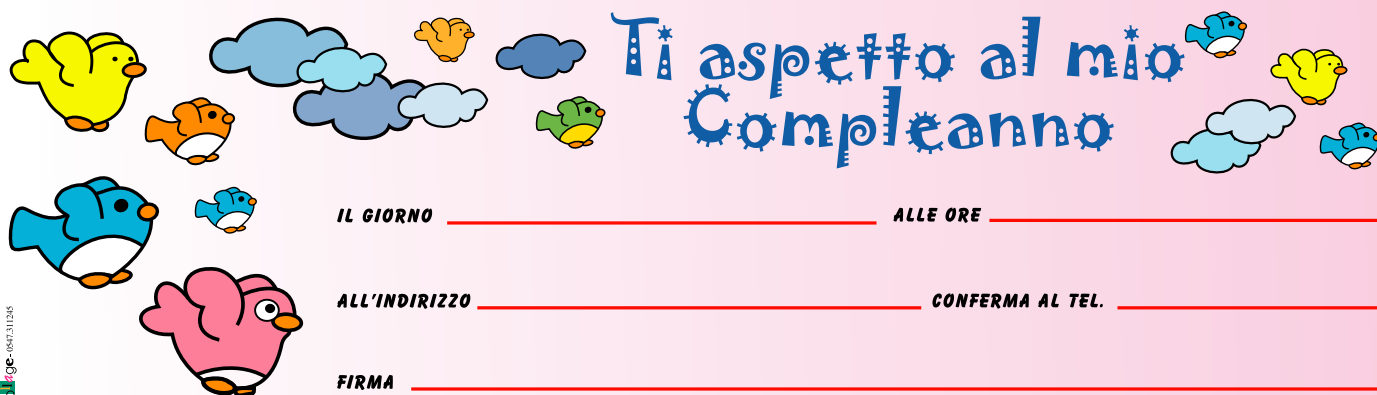 Ti aspetto al mio
Compleanno
IL GIORNO ALLE ORE
ALL'INDIRIZZO CONFERMA AL TEL.
FIRMA
0547.311245